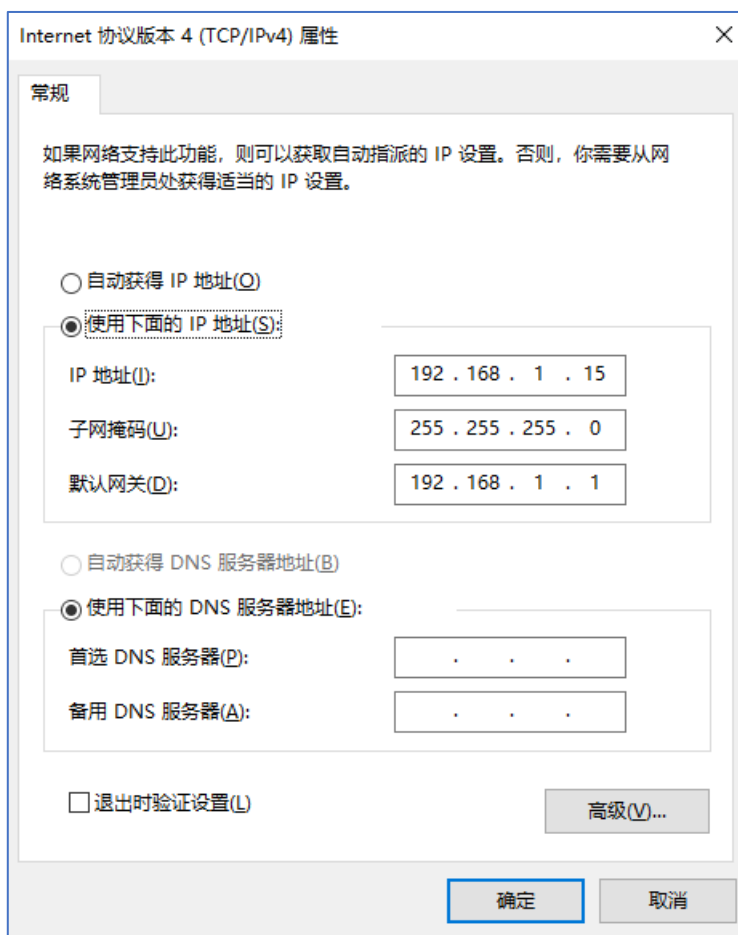 Internet 协议版本 4 (TCP/IPv4) 属性
常规
如果网络支持此功能，则可以获取自动指派的 IP 设置。否则，你需要从网
络系统管理员处获得适当的 IP 设置。
自动获得 IP 地址(O)
使用下面的 IP 地址(S):
IP 地址(I):
192 . 168 . 1 . 15
子网掩码(U):
255 . 255 . 255 . 0
默认网关(D):
192 . 168 . 1 . 1
自动获得 DNS 服务器地址(B)
使用下面的 DNS 服务器地址(E):
首选 DNS 服务器(P):
. . .
备用 DNS 服务器(A):
. . .
退出时验证设置(L)
高级(V)...
确定
取消